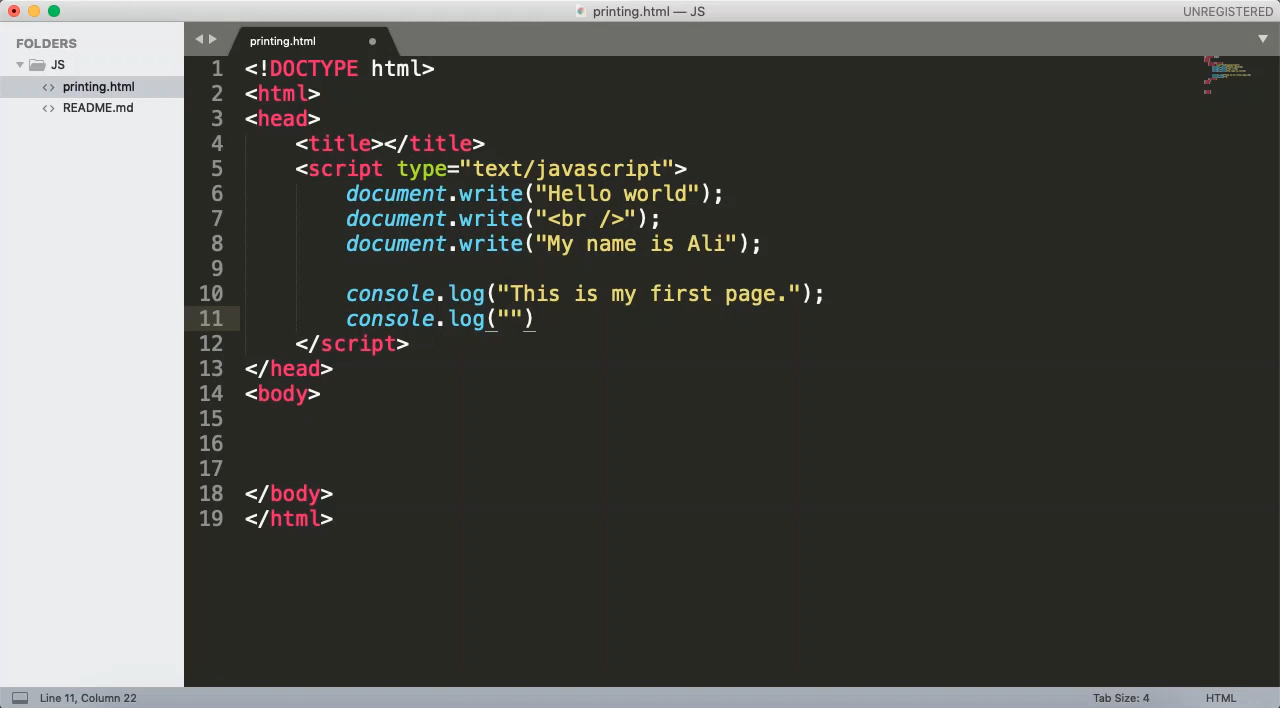 printing.html — JS
UNREGISTERED
FOLDERS
JS
printing.html
README.md
printing.html
1 <!DOCTYPE html>
2 <html>
3 <head>
4     <title></title>
5     <script type="text/javascript">
6         document.write("Hello world");
7         document.write("<br />");
8         document.write("My name is Ali");
9
10         console.log("This is my first page.");
11         console.log("")
12     </script>
13 </head>
14 <body>
15
16
17
18 </body>
19 </html>
Line 11, Column 22
Tab Size: 4
HTML